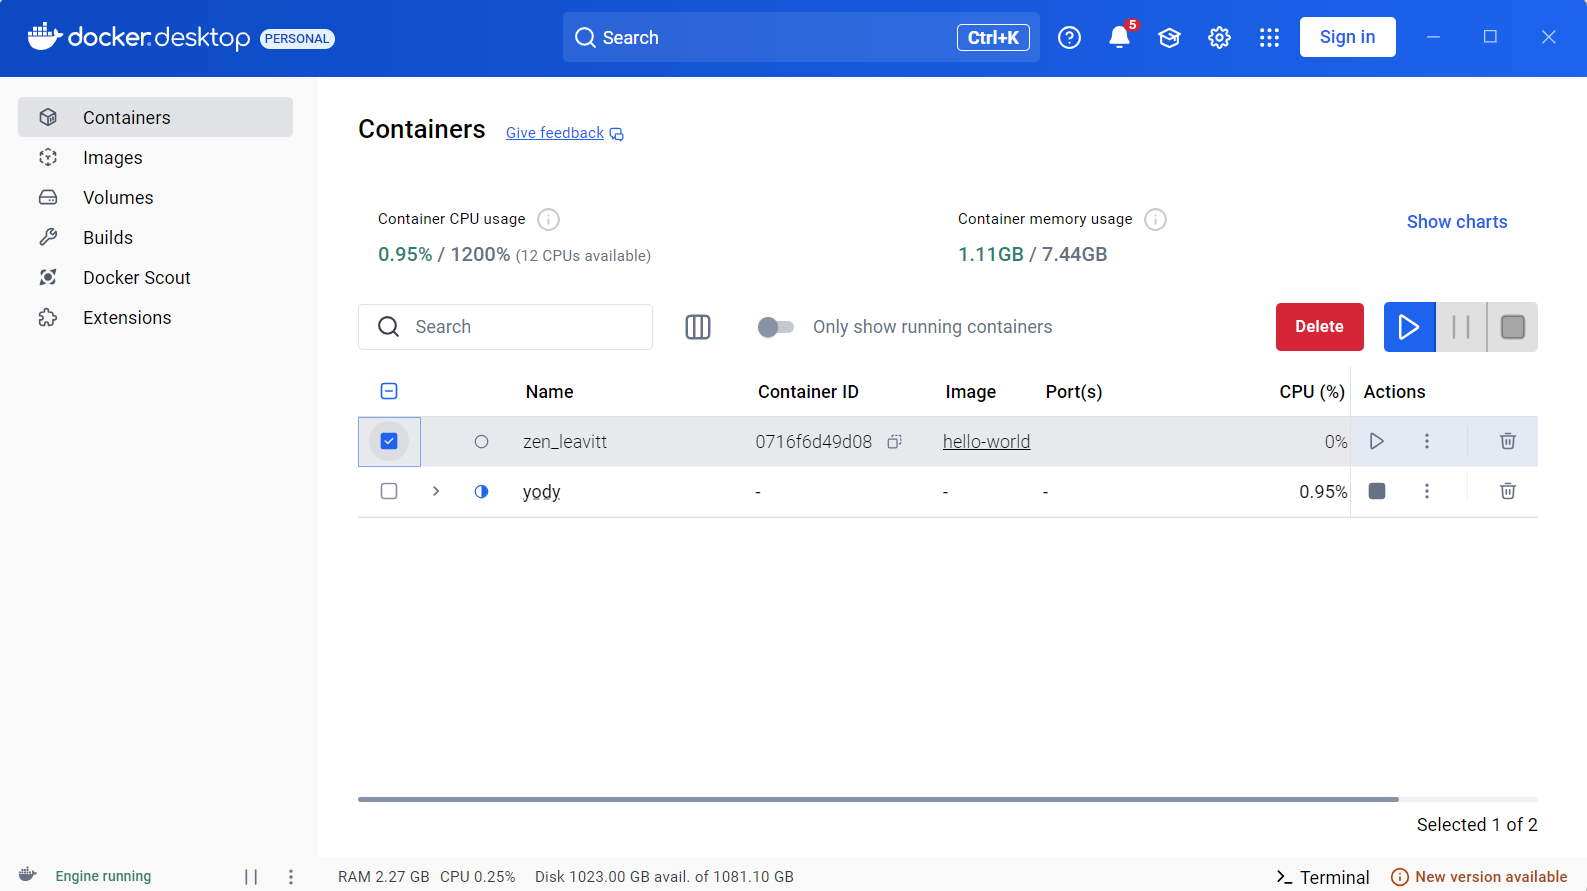 docker.desktop PERSONAL
Search Ctrl+K
5
Sign in
Containers
Images
Volumes
Builds
Docker Scout
Extensions
Containers Give feedback
Container CPU usage
0.95% / 1200% (12 CPUs available)
Container memory usage
1.11GB / 7.44GB
Show charts
Search
Only show running containers
Delete
Name Container ID Image Port(s) CPU (%) Actions
zen_leavitt 0716f6d49d08 hello-world 0%
yody - - - 0.95%
Selected 1 of 2
Engine running RAM 2.27 GB CPU 0.25% Disk 1023.00 GB avail. of 1081.10 GB Terminal New version available